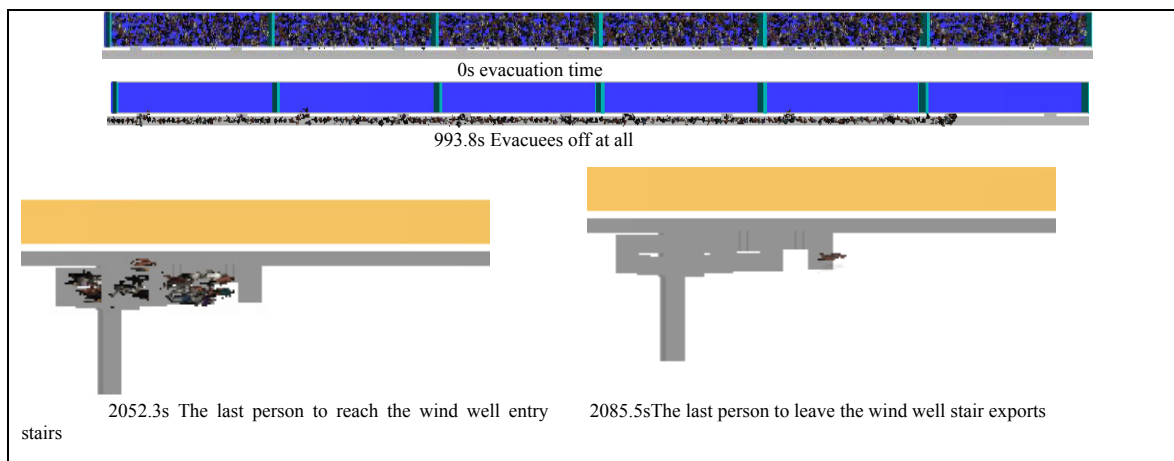 0s evacuation time
993.8s Evacuees off at all
2052.3s The last person to reach the wind well entry
stairs
2085.5sThe last person to leave the wind well stair exports